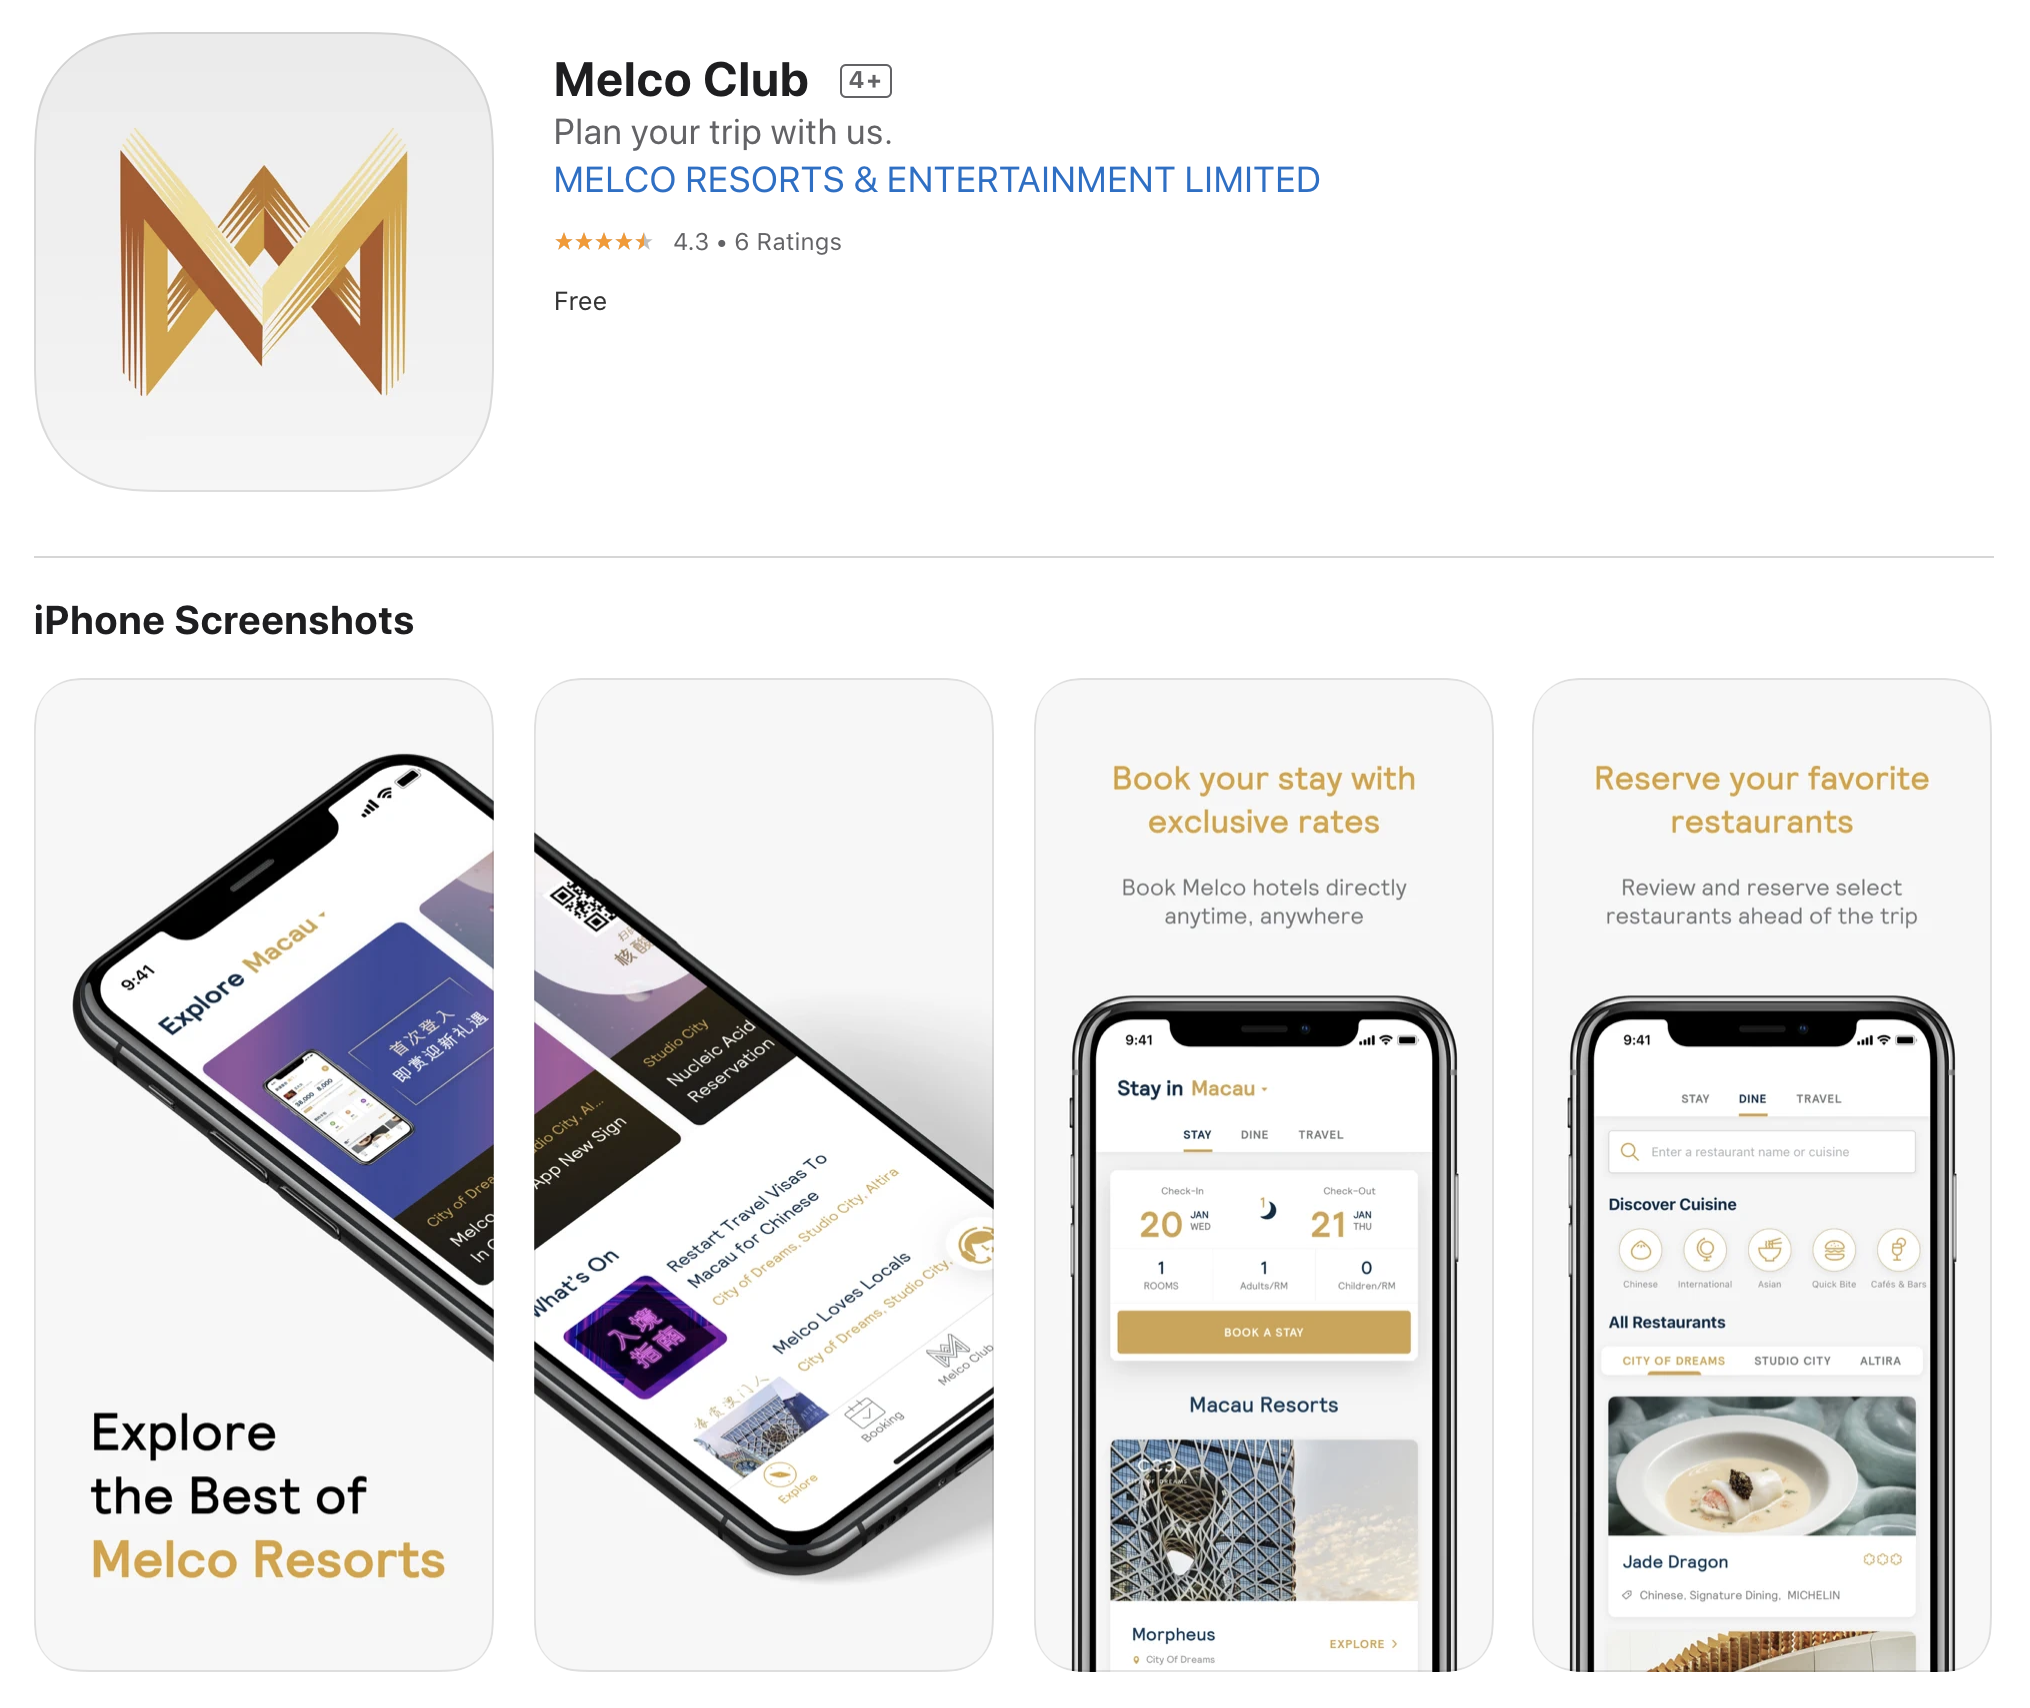 Melco Club 4+
Plan your trip with us.
MELCO RESORTS & ENTERTAINMENT LIMITED
4.3 • 6 Ratings
Free
iPhone Screenshots
9:41
Explore Macau
首次登入
即赏迎新礼遇
38,000 8,000
City of Drea
Melco
In C
Explore
the Best of
Melco Resorts
核酸
Studio City
Nucleic Acid
Reservation
dio City, Al...
App New Sign
What's On
入境
指南
Restart Travel Visas To
Macau for Chinese
City of Dreams, Studio City, Altira
Melco Loves Locals
City of Dreams, Studio City,
Explore
Booking
Melco Club
Book your stay with
exclusive rates
Book Melco hotels directly
anytime, anywhere
9:41
Stay in Macau
STAY DINE TRAVEL
Check-In 1 Check-Out
20 JAN WED 21 JAN THU
1 1 0
ROOMS Adults/RM Children/RM
BOOK A STAY
Macau Resorts
Morpheus
EXPLORE >
City Of Dreams
Reserve your favorite
restaurants
Review and reserve select
restaurants ahead of the trip
9:41
STAY DINE TRAVEL
Enter a restaurant name or cuisine
Discover Cuisine
Chinese International Asian Quick Bite Cafés & Bars
All Restaurants
CITY OF DREAMS STUDIO CITY ALTIRA
Jade Dragon
Chinese, Signature Dining, MICHELIN